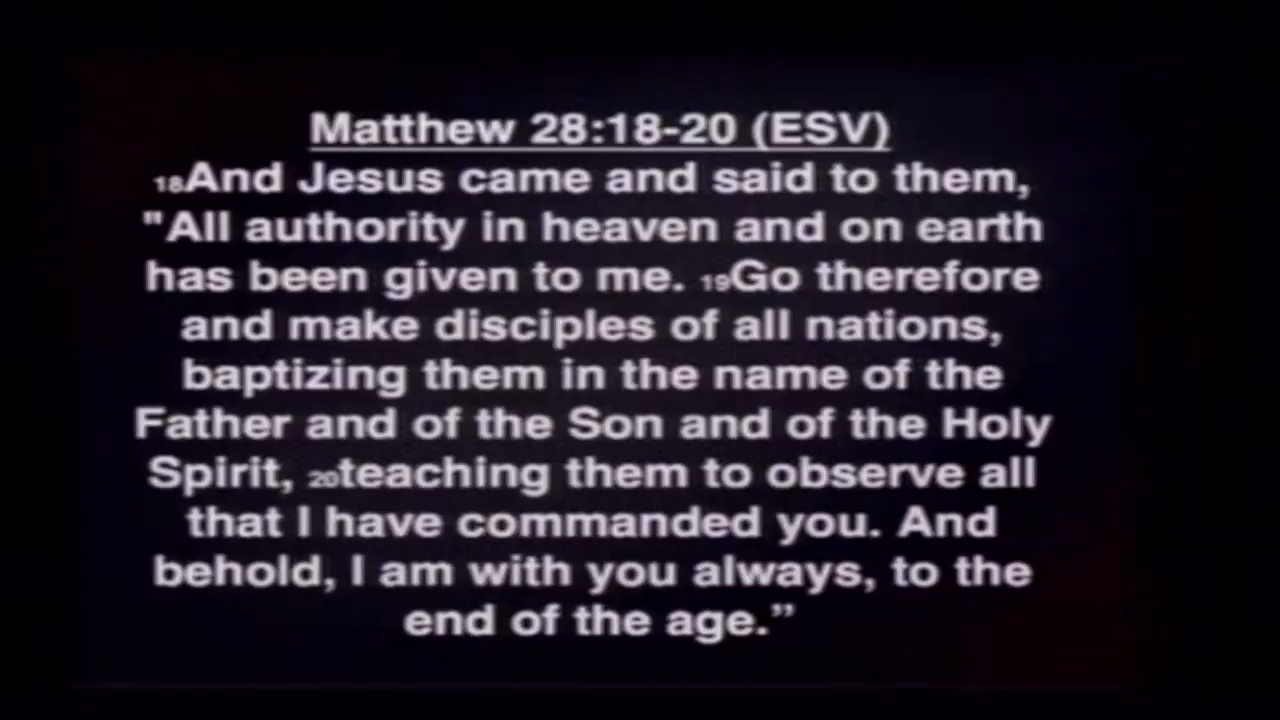 Matthew 28:18-20 (ESV)
18And Jesus came and said to them,
"All authority in heaven and on earth
has been given to me. 19Go therefore
and make disciples of all nations,
baptizing them in the name of the
Father and of the Son and of the Holy
Spirit, 20teaching them to observe all
that I have commanded you. And
behold, I am with you always, to the
end of the age.”